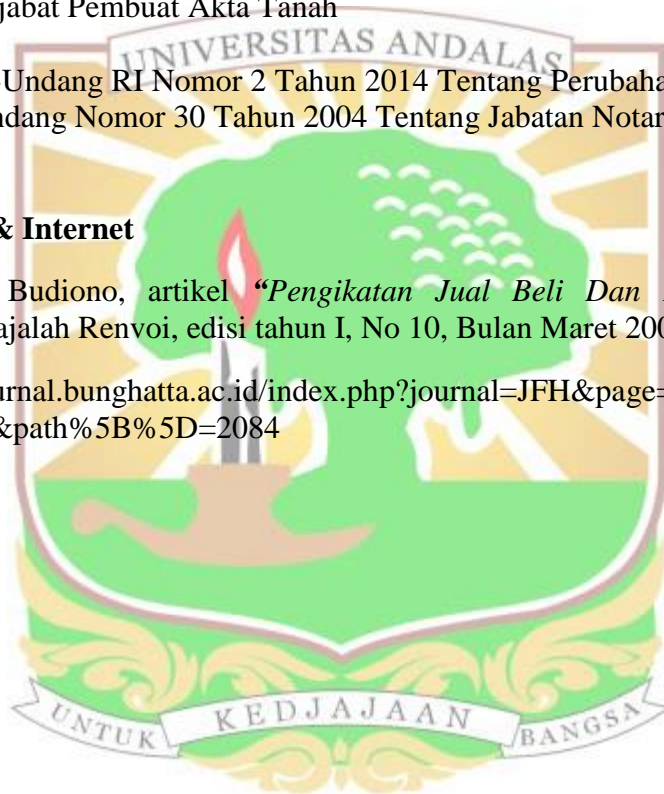 jabat Pembuat Akta Tanah
UNIVERSITAS ANDALAS
Undang RI Nomor 2 Tahun 2014 Tentang Perubaha
ndang Nomor 30 Tahun 2004 Tentang Jabatan Notar
& Internet
Budiono, artikel “Pengikatan Jual Beli Dan
ajalah Renvoi, edisi tahun I, No 10, Bulan Maret 200
urnal.bunghatta.ac.id/index.php?journal=JFH&page=
&path%5B%5D=2084
UNTUK KEDJAJAAN BANGSA